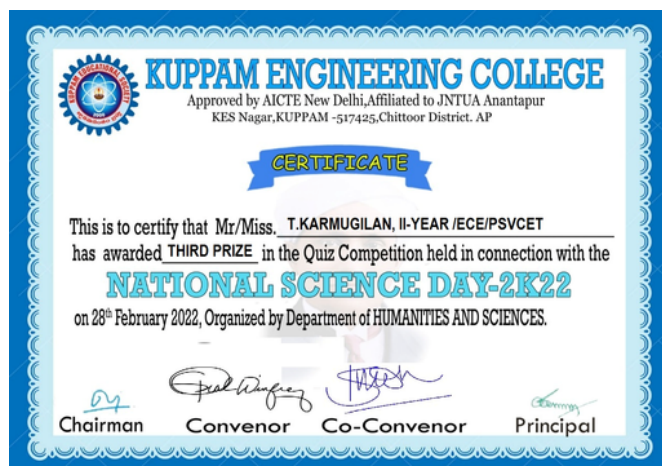 KUPPAM EDUCATIONAL SOCIETY
KUPPAM ENGINEERING COLLEGE
Approved by AICTE New Delhi,Affiliated to JNTUA Anantapur
KES Nagar,KUPPAM -517425,Chittoor District. AP
CERTIFICATE
This is to certify that Mr/Miss. T.KARMUGILAN, II-YEAR /ECE/PSVCET
has awarded THIRD PRIZE in the Quiz Competition held in connection with the
NATIONAL SCIENCE DAY-2K22
on 28th February 2022, Organized by Department of HUMANITIES AND SCIENCES.
Chairman Convenor Co-Convenor Principal